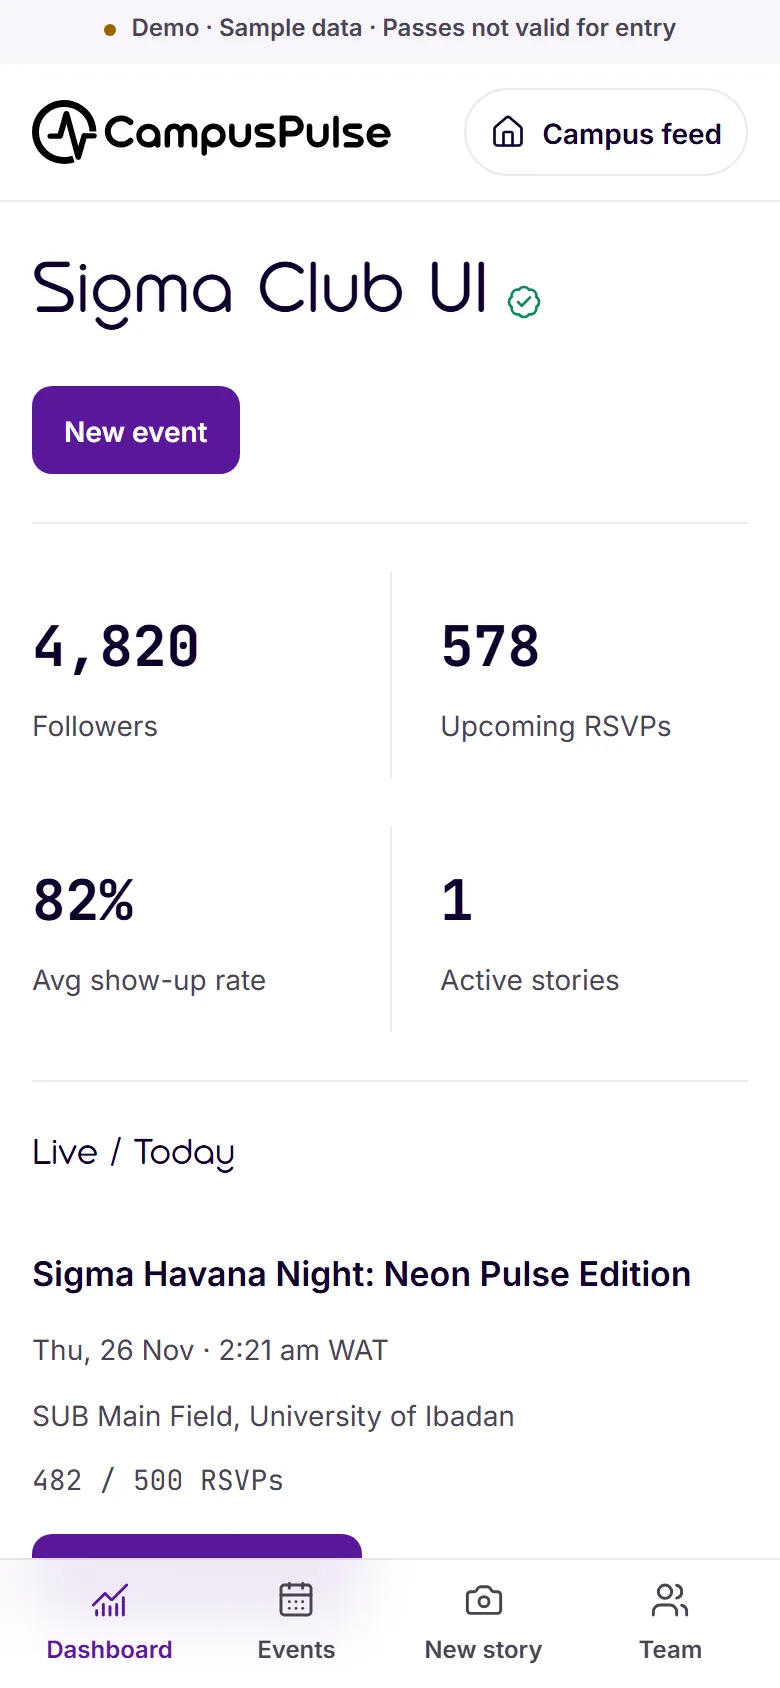 Demo · Sample data · Passes not valid for entry
CampusPulse
Campus feed
Sigma Club UI
New event
4,820
578
Followers
Upcoming RSVPs
82%
1
Avg show-up rate
Active stories
Live / Today
Sigma Havana Night: Neon Pulse Edition
Thu, 26 Nov · 2:21 am WAT
SUB Main Field, University of Ibadan
482 / 500 RSVPs
Dashboard
Events
New story
Team